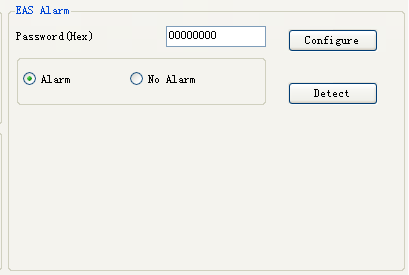 EAS Alarm
Password(Hex) 00000000 Configure
Alarm No Alarm
Detect